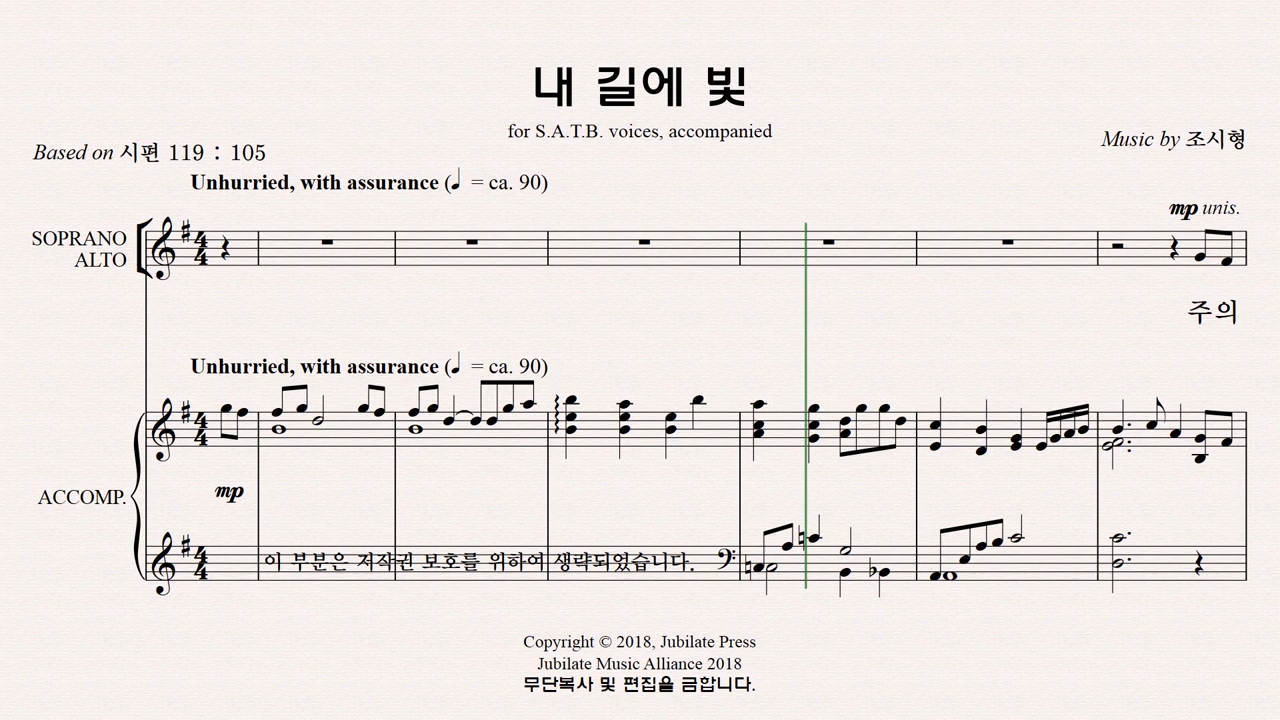 내 길에 빛
for S.A.T.B. voices, accompanied
Based on 시편 119 : 105
Music by 조시형
Unhurried, with assurance (♩ = ca. 90)
mp unis.
SOPRANO
ALTO
주의
Unhurried, with assurance (♩ = ca. 90)
mp
ACCOMP.
이 부분은 저작권 보호를 위하여 생략되었습니다.
Copyright © 2018, Jubilate Press
Jubilate Music Alliance 2018
무단복사 및 편집을 금합니다.